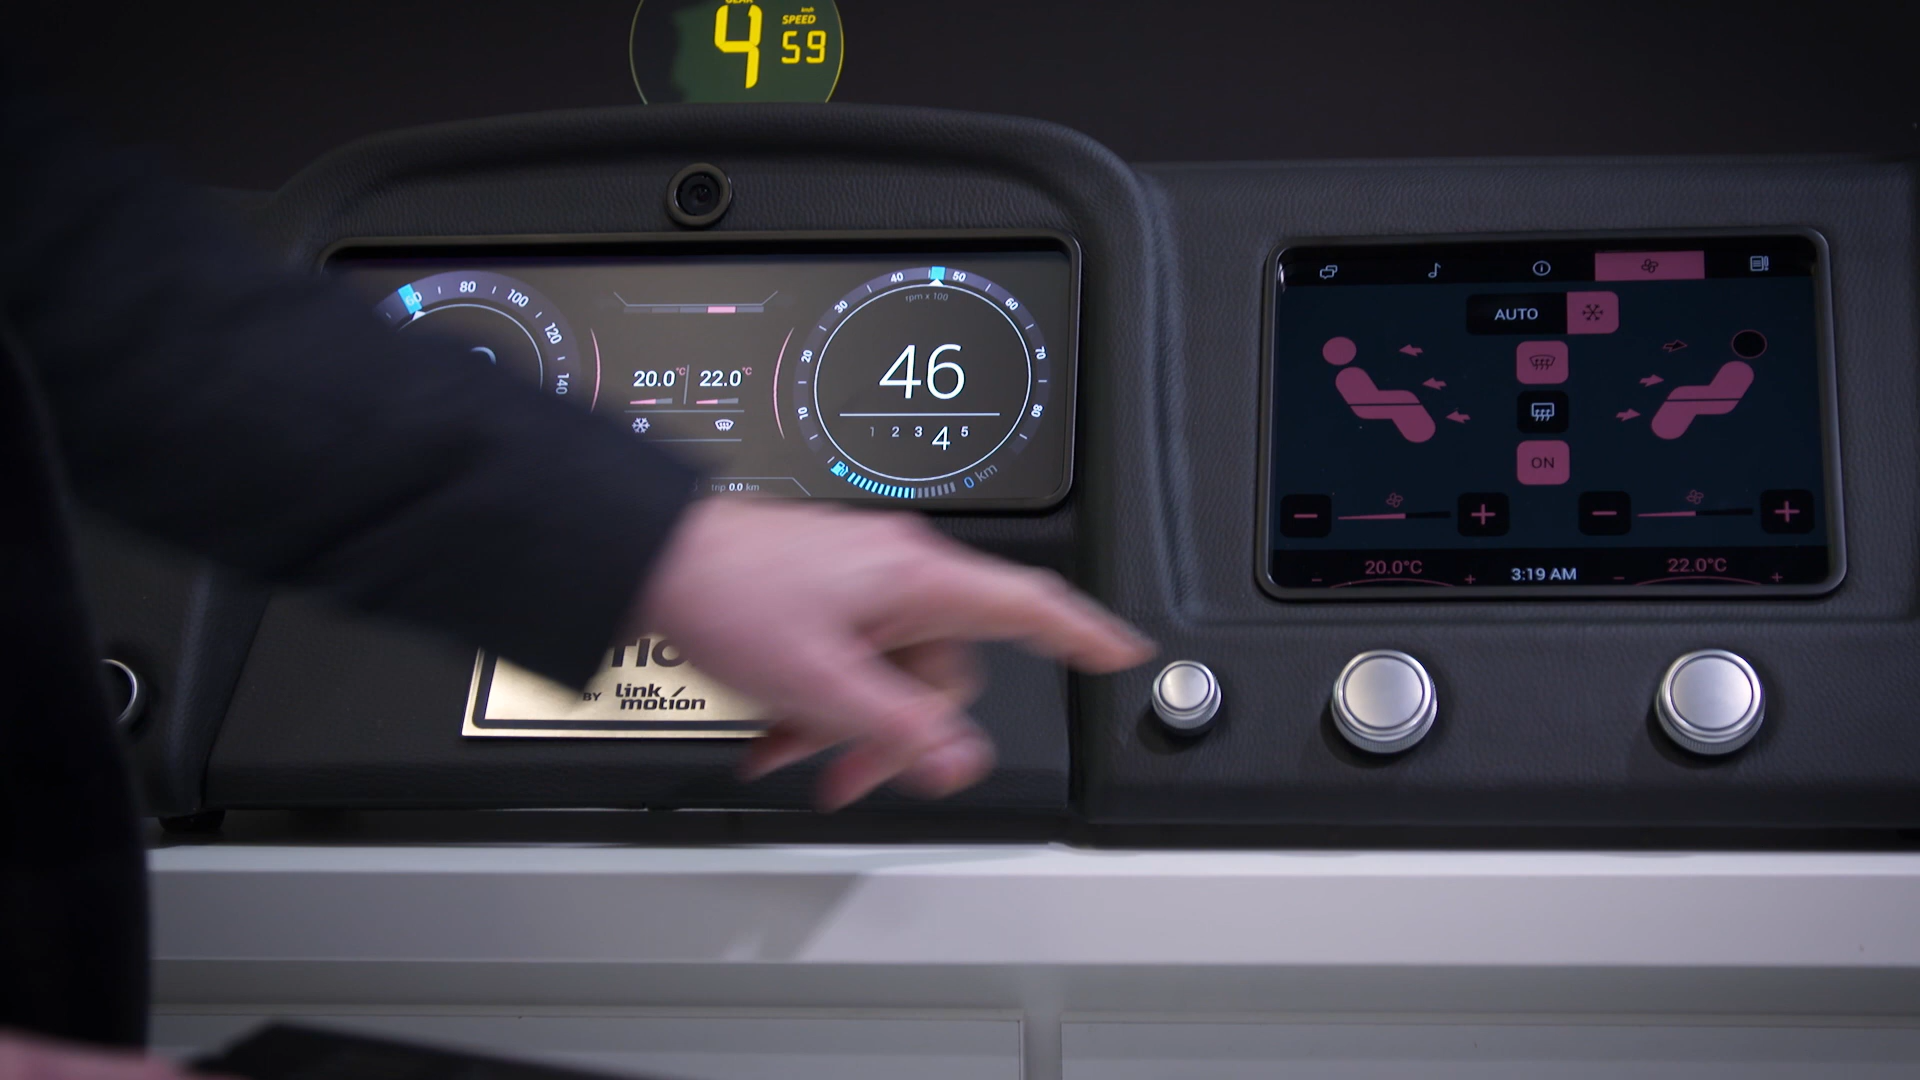 GEAR
km/h
SPEED
4
59
60
80
100
120
140
20.0°C
22.0°C
trip 0.0 km
10
20
30
40
50
60
70
80
rpm x 100
46
1 2 3 4 5
0 km
AUTO
ON
20.0°C
3:19 AM
22.0°C
BY link
motion